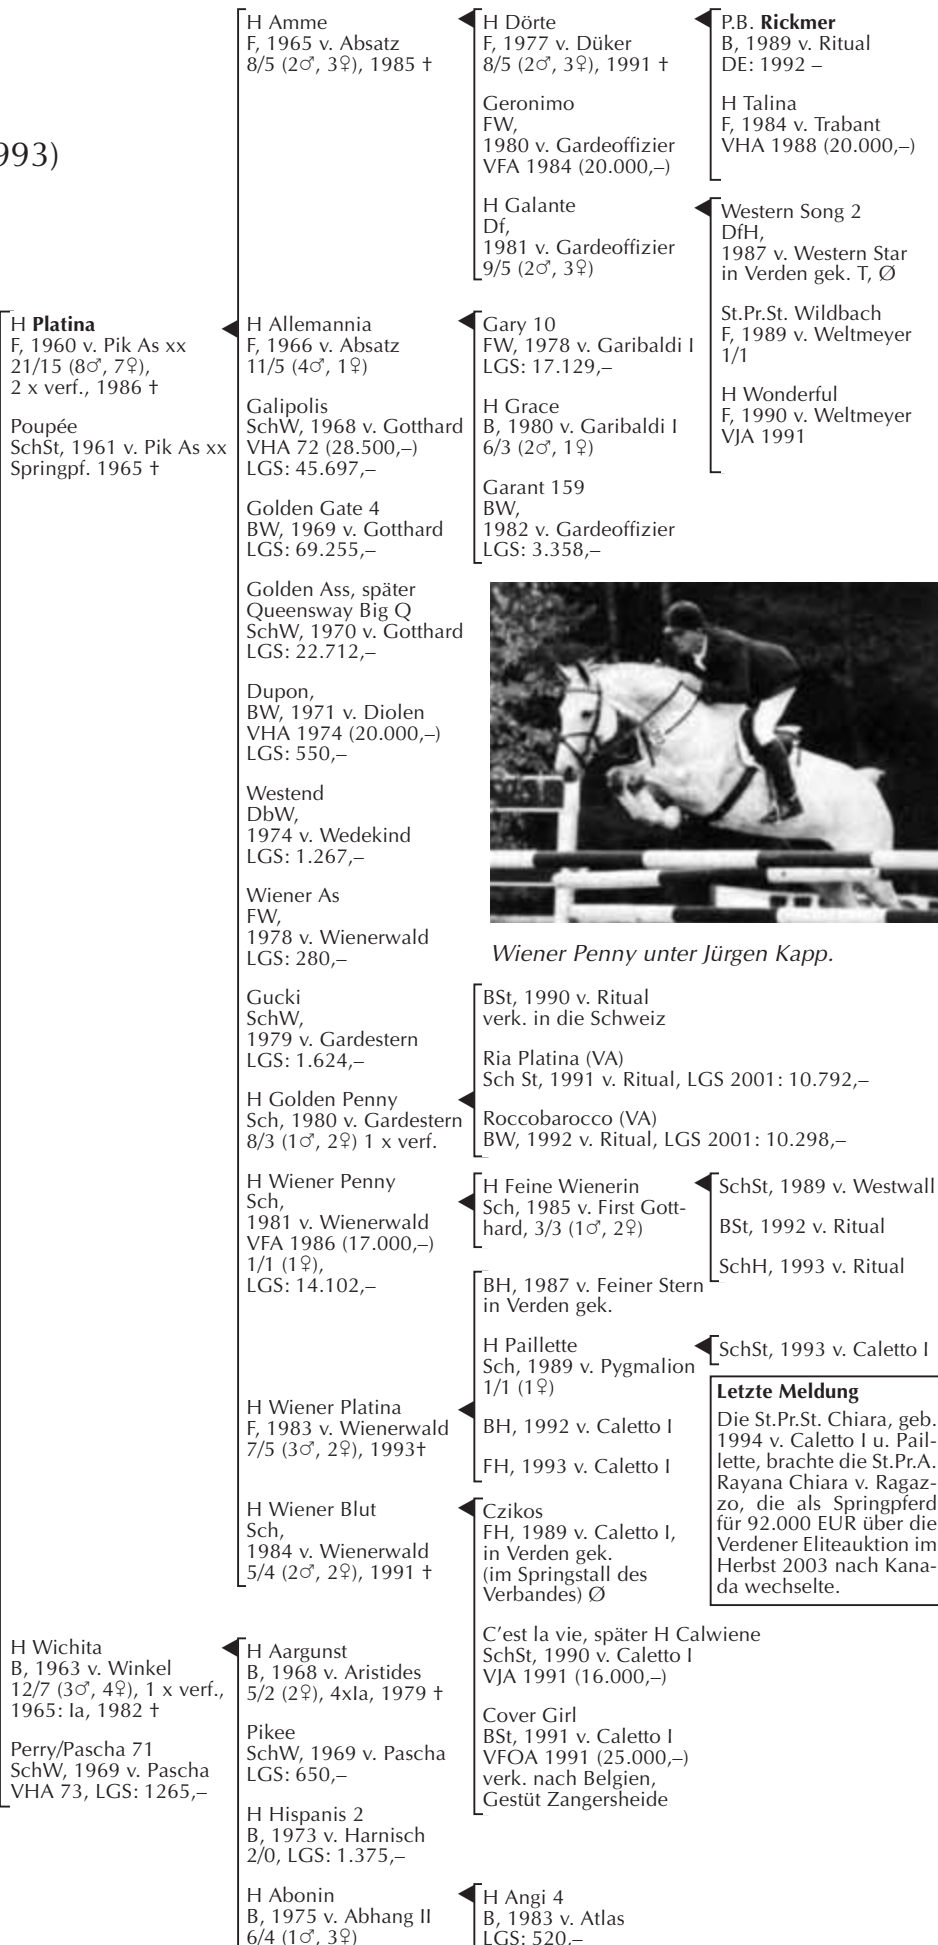 993)
H Platina
F, 1960 v. Pik As xx
21/15 (8♂, 7♀),
2 x verf., 1986 †
Poupée
SchSt, 1961 v. Pik As xx
Springpf. 1965 †
H Wichita
B, 1963 v. Winkel
12/7 (3♂, 4♀), 1 x verf.,
1965: Ia, 1982 †
Perry/Pascha 71
SchW, 1969 v. Pascha
VHA 73, LGS: 1265,–
H Amme
F, 1965 v. Absatz
8/5 (2♂, 3♀), 1985 †
H Allemannia
F, 1966 v. Absatz
11/5 (4♂, 1♀)
Galipolis
SchW, 1968 v. Gotthard
VHA 72 (28.500,–)
LGS: 45.697,–
Golden Gate 4
BW, 1969 v. Gotthard
LGS: 69.255,–
Golden Ass, später
Queensway Big Q
SchW, 1970 v. Gotthard
LGS: 22.712,–
Dupon,
BW, 1971 v. Diolen
VHA 1974 (20.000,–)
LGS: 550,–
Westend
DbW,
1974 v. Wedekind
LGS: 1.267,–
Wiener As
FW,
1978 v. Wienerwald
LGS: 280,–
Gucki
SchW,
1979 v. Gardestern
LGS: 1.624,–
H Golden Penny
Sch, 1980 v. Gardestern
8/3 (1♂, 2♀) 1 x verf.
H Wiener Penny
Sch,
1981 v. Wienerwald
VFA 1986 (17.000,–)
1/1 (1♀),
LGS: 14.102,–
H Wiener Platina
F, 1983 v. Wienerwald
7/5 (3♂, 2♀), 1993†
H Wiener Blut
Sch,
1984 v. Wienerwald
5/4 (2♂, 2♀), 1991 †
H Aargunst
B, 1968 v. Aristides
5/2 (2♀), 4xIa, 1979 †
Pikee
SchW, 1969 v. Pascha
LGS: 650,–
H Hispanis 2
B, 1973 v. Harnisch
2/0, LGS: 1.375,–
H Abonin
B, 1975 v. Abhang II
6/4 (1♂, 3♀)
H Dörte
F, 1977 v. Düker
8/5 (2♂, 3♀), 1991 †
Geronimo
FW,
1980 v. Gardeoffizier
VFA 1984 (20.000,–)
H Galante
Df,
1981 v. Gardeoffizier
9/5 (2♂, 3♀)
Gary 10
FW, 1978 v. Garibaldi I
LGS: 17.129,–
H Grace
B, 1980 v. Garibaldi I
6/3 (2♂, 1♀)
Garant 159
BW,
1982 v. Gardeoffizier
LGS: 3.358,–
Wiener Penny unter Jürgen Kapp.
BSt, 1990 v. Ritual
verk. in die Schweiz
Ria Platina (VA)
Sch St, 1991 v. Ritual, LGS 2001: 10.792,–
Roccobarocco (VA)
BW, 1992 v. Ritual, LGS 2001: 10.298,–
H Feine Wienerin
Sch, 1985 v. First Gott-
hard, 3/3 (1♂, 2♀)
BH, 1987 v. Feiner Stern
in Verden gek.
H Paillette
Sch, 1989 v. Pygmalion
1/1 (1♀)
BH, 1992 v. Caletto I
FH, 1993 v. Caletto I
Czikos
FH, 1989 v. Caletto I,
in Verden gek.
(im Springstall des
Verbandes) Ø
C'est la vie, später H Calwiene
SchSt, 1990 v. Caletto I
VJA 1991 (16.000,–)
Cover Girl
BSt, 1991 v. Caletto I
VFOA 1991 (25.000,–)
verk. nach Belgien,
Gestüt Zangersheide
H Angi 4
B, 1983 v. Atlas
LGS: 520,–
P.B. Rickmer
B, 1989 v. Ritual
DE: 1992 –
H Talina
F, 1984 v. Trabant
VHA 1988 (20.000,–)
Western Song 2
DfH,
1987 v. Western Star
in Verden gek. T, Ø
St.Pr.St. Wildbach
F, 1989 v. Weltmeyer
1/1
H Wonderful
F, 1990 v. Weltmeyer
VJA 1991
SchSt, 1989 v. Westwall
BSt, 1992 v. Ritual
SchH, 1993 v. Ritual
SchSt, 1993 v. Caletto I
Letzte Meldung
Die St.Pr.St. Chiara, geb.
1994 v. Caletto I u. Pail-
lette, brachte die St.Pr.A.
Rayana Chiara v. Ragaz-
zo, die als Springpferd
für 92.000 EUR über die
Verdener Eliteauktion im
Herbst 2003 nach Kana-
da wechselte.